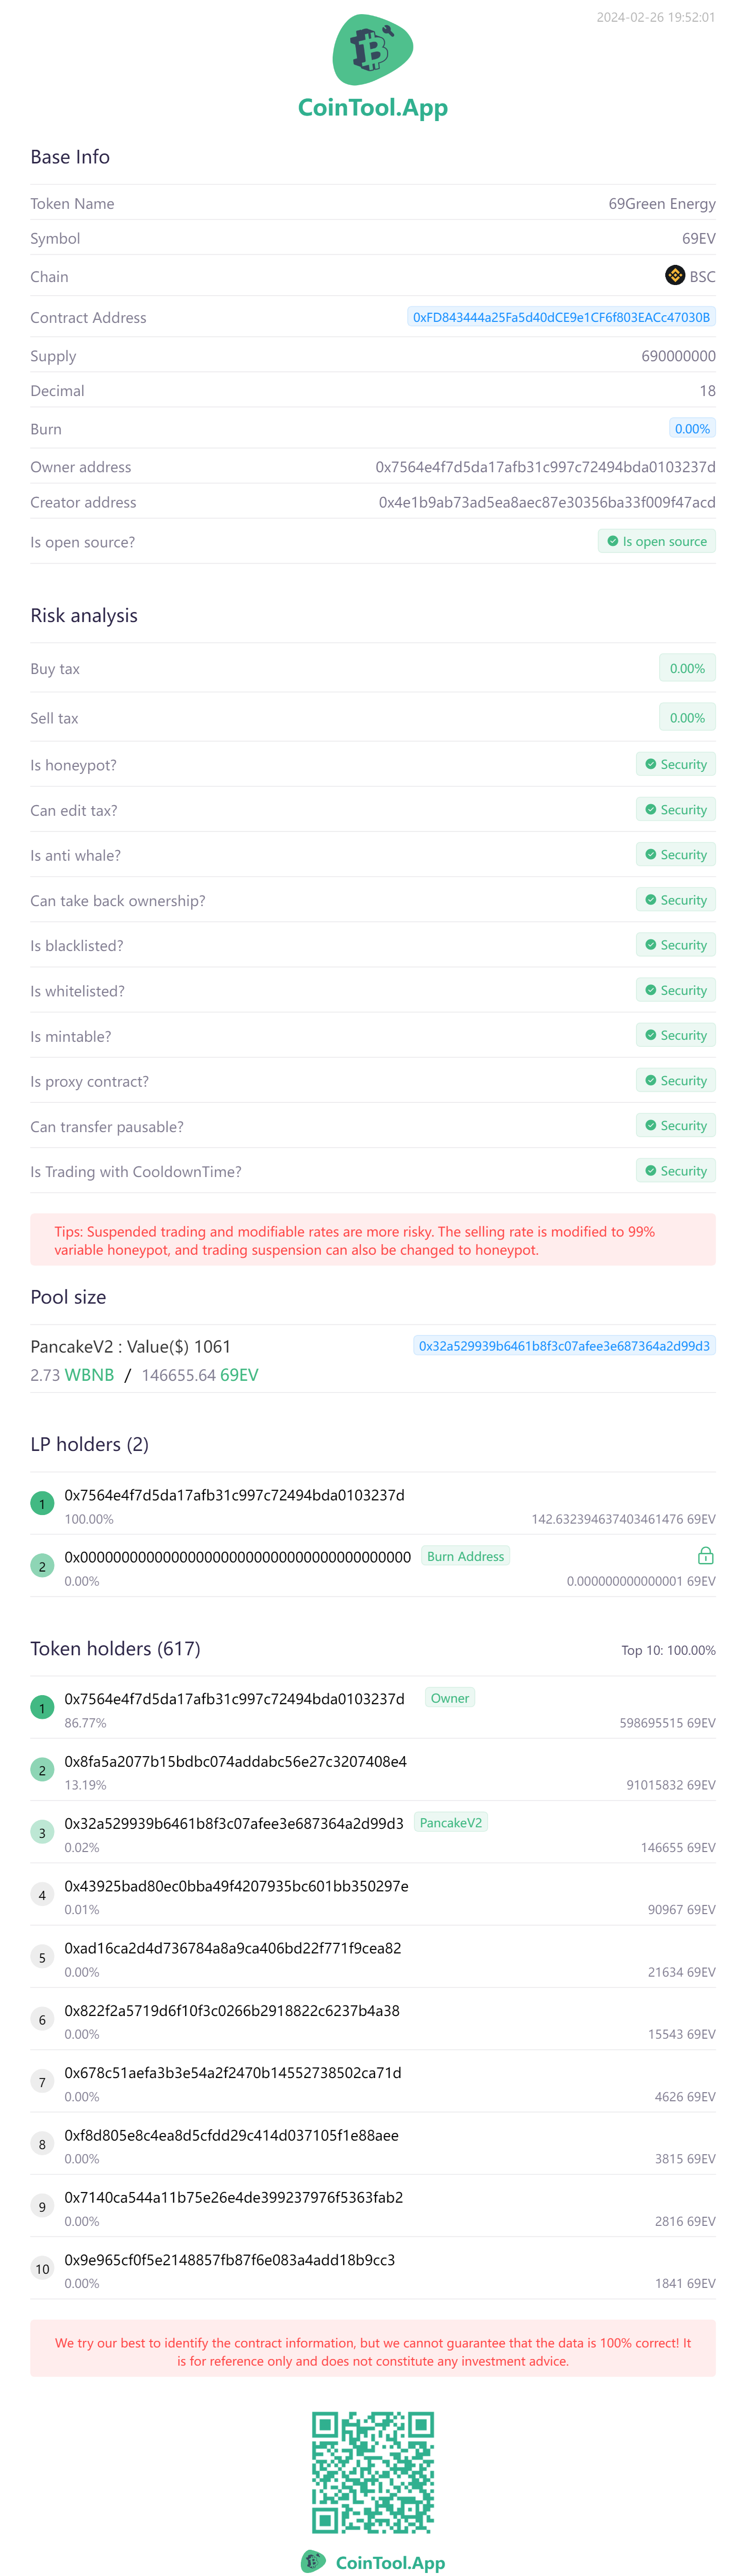 2024-02-26 19:52:01
CoinTool.App
Base Info
Token Name 69Green Energy
Symbol 69EV
Chain BSC
Contract Address 0xFD843444a25Fa5d40dCE9e1CF6f803EACc47030B
Supply 690000000
Decimal 18
Burn 0.00%
Owner address 0x7564e4f7d5da17afb31c997c72494bda0103237d
Creator address 0x4e1b9ab73ad5ea8aec87e30356ba33f009f47acd
Is open source? Is open source
Risk analysis
Buy tax 0.00%
Sell tax 0.00%
Is honeypot? Security
Can edit tax? Security
Is anti whale? Security
Can take back ownership? Security
Is blacklisted? Security
Is whitelisted? Security
Is mintable? Security
Is proxy contract? Security
Can transfer pausable? Security
Is Trading with CooldownTime? Security
Tips: Suspended trading and modifiable rates are more risky. The selling rate is modified to 99%
variable honeypot, and trading suspension can also be changed to honeypot.
Pool size
PancakeV2 : Value($) 1061 0x32a529939b6461b8f3c07afee3e687364a2d99d3
2.73 WBNB / 146655.64 69EV
LP holders (2)
1 0x7564e4f7d5da17afb31c997c72494bda0103237d
100.00% 142.632394637403461476 69EV
2 0x0000000000000000000000000000000000000000 Burn Address
0.00% 0.000000000000001 69EV
Token holders (617) Top 10: 100.00%
1 0x7564e4f7d5da17afb31c997c72494bda0103237d Owner
86.77% 598695515 69EV
2 0x8fa5a2077b15bdbc074addabc56e27c3207408e4
13.19% 91015832 69EV
3 0x32a529939b6461b8f3c07afee3e687364a2d99d3 PancakeV2
0.02% 146655 69EV
4 0x43925bad80ec0bba49f4207935bc601bb350297e
0.01% 90967 69EV
5 0xad16ca2d4d736784a8a9ca406bd22f771f9cea82
0.00% 21634 69EV
6 0x822f2a5719d6f10f3c0266b2918822c6237b4a38
0.00% 15543 69EV
7 0x678c51aefa3b3e54a2f2470b14552738502ca71d
0.00% 4626 69EV
8 0xf8d805e8c4ea8d5cfdd29c414d037105f1e88aee
0.00% 3815 69EV
9 0x7140ca544a11b75e26e4de399237976f5363fab2
0.00% 2816 69EV
10 0x9e965cf0f5e2148857fb87f6e083a4add18b9cc3
0.00% 1841 69EV
We try our best to identify the contract information, but we cannot guarantee that the data is 100% correct! It
is for reference only and does not constitute any investment advice.
CoinTool.App